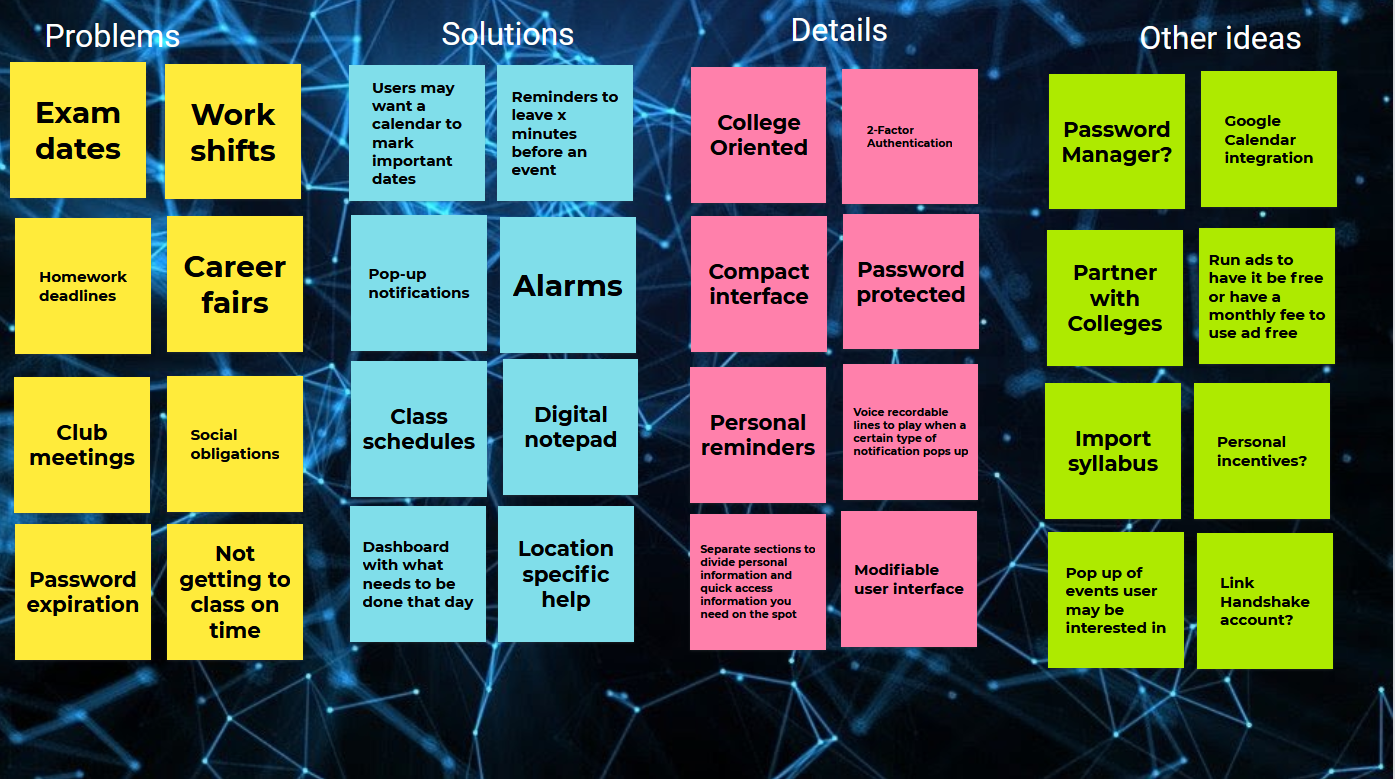 Problems
Solutions
Details
Other ideas
Exam
dates
Work
shifts
Homework
deadlines
Career
fairs
Club
meetings
Social
obligations
Password
expiration
Not
getting to
class on
time
Users may
want a
calendar to
mark
important
dates
Reminders to
leave x
minutes
before an
event
Pop-up
notifications
Alarms
Class
schedules
Digital
notepad
Dashboard
with what
needs to be
done that day
Location
specific
help
College
Oriented
2-Factor
Authentication
Compact
interface
Password
protected
Personal
reminders
Voice recordable
lines to play when a
certain type of
notification pops up
Separate sections to
divide personal
information and
quick access
information you
need on the spot
Modifiable
user interface
Password
Manager?
Google
Calendar
integration
Partner
with
Colleges
Run ads to
have it be free
or have a
monthly fee to
use ad free
Import
syllabus
Personal
incentives?
Pop up of
events user
may be
interested in
Link
Handshake
account?